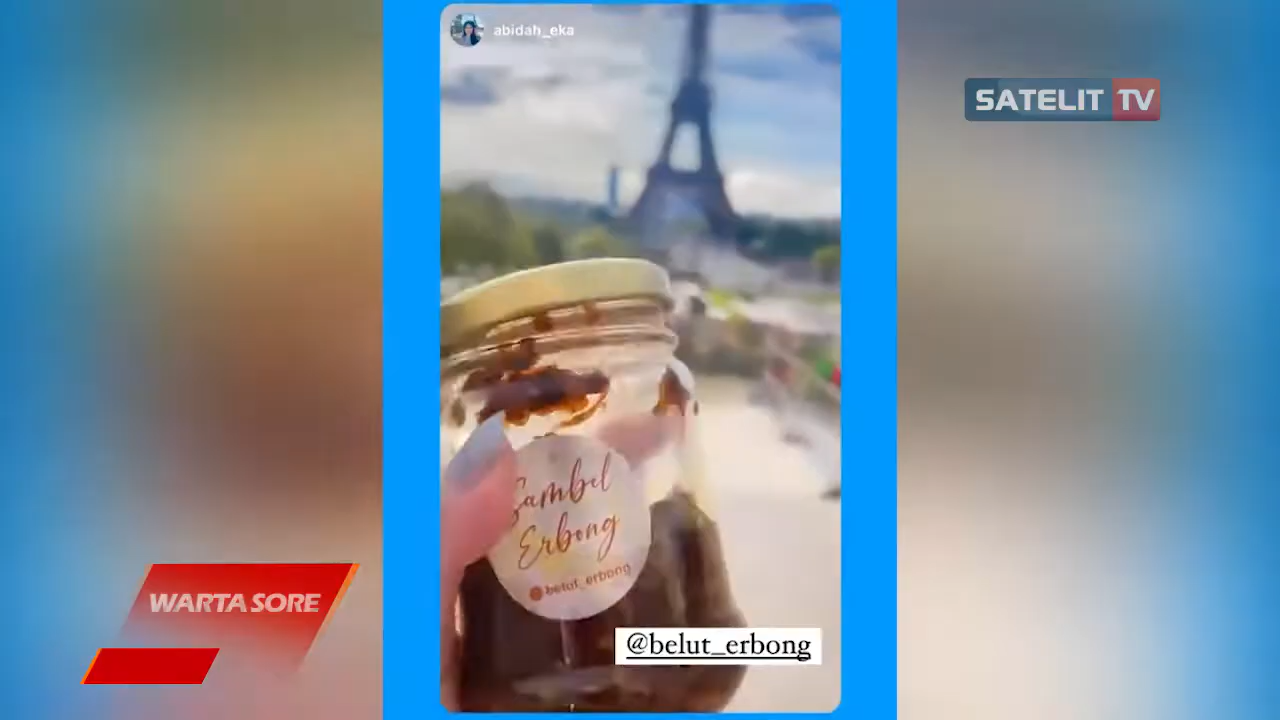 abidah_eka
SATELIT TV
Sambel
Erbong
@belut_erbong
@belut_erbong
WARTA SORE